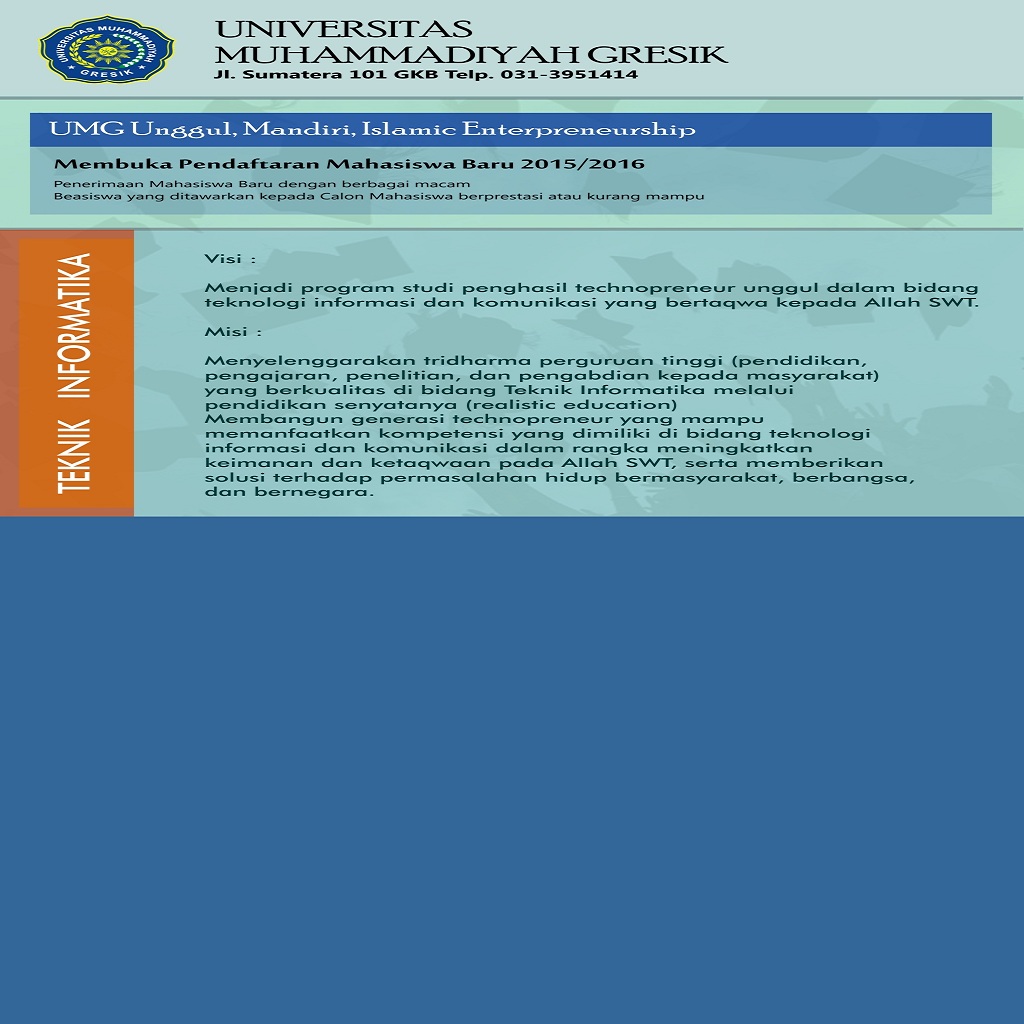 UNIVERSITAS MUHAMMADIYAH
GRESIK
UNIVERSITAS
MUHAMMADIYAH GRESIK
Jl. Sumatera 101 GKB Telp. 031-3951414
UMG Unggul, Mandiri, Islamic Enterpreneurship
Membuka Pendaftaran Mahasiswa Baru 2015/2016
Penerimaan Mahasiswa Baru dengan berbagai macam
Beasiswa yang ditawarkan kepada Calon Mahasiswa berprestasi atau kurang mampu
TEKNIK INFORMATIKA
Visi :
Menjadi program studi penghasil technopreneur unggul dalam bidang
teknologi informasi dan komunikasi yang bertaqwa kepada Allah SWT.
Misi :
Menyelenggarakan tridharma perguruan tinggi (pendidikan,
pengajaran, penelitian, dan pengabdian kepada masyarakat)
yang berkualitas di bidang Teknik Informatika melalui
pendidikan senyatanya (realistic education)
Membangun generasi technopreneur yang mampu
memanfaatkan kompetensi yang dimiliki di bidang teknologi
informasi dan komunikasi dalam rangka meningkatkan
keimanan dan ketaqwaan pada Allah SWT, serta memberikan
solusi terhadap permasalahan hidup bermasyarakat, berbangsa,
dan bernegara.